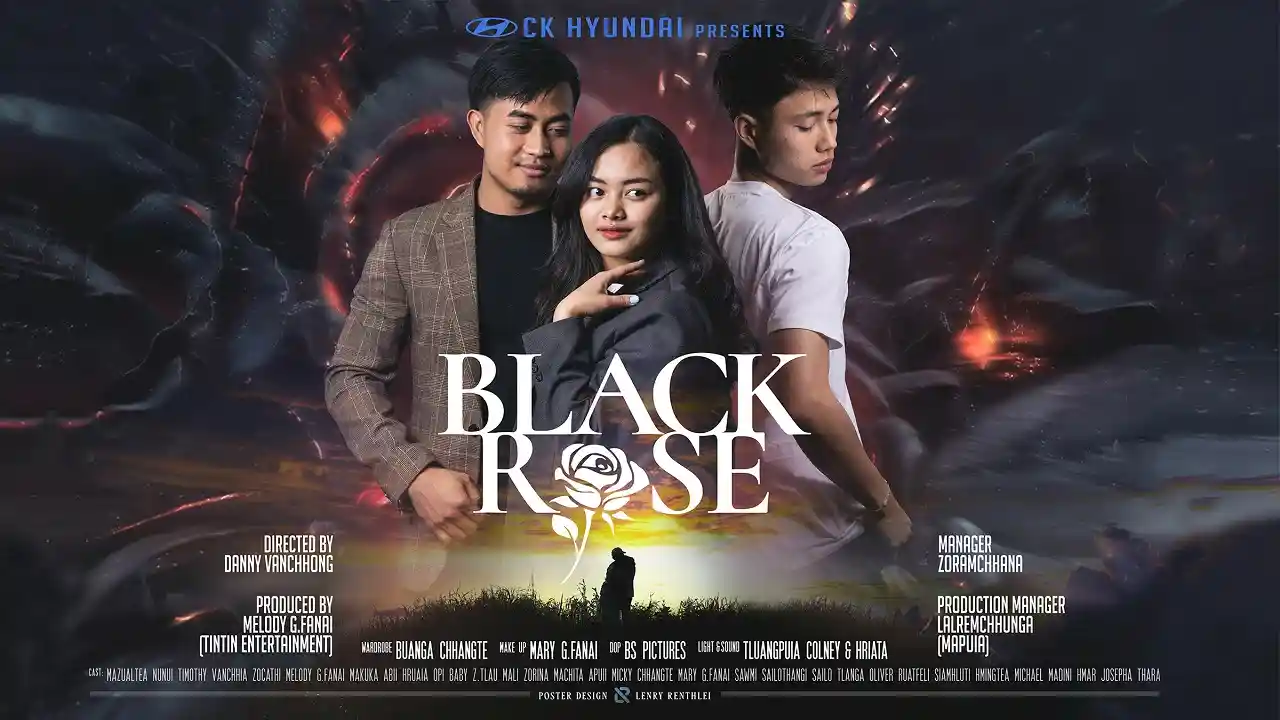 CK HYUNDAI PRESENTS
BLACK
ROSE
DIRECTED BY
DANNY VANCHHONG
PRODUCED BY
MELODY G.FANAI
(TINTIN ENTERTAINMENT)
MANAGER
ZORAMCHHANA
PRODUCTION MANAGER
LALREMCHHUNGA
(MAPUIA)
WARDROBE BUANGA CHHANGTE MAKE UP MARY G.FANAI DOP BS PICTURES LIGHT & SOUND TLUANGPUIA COLNEY & HRIATA
CAST: MAZUALTEA NUNUI TIMOTHY VANCHHIA ZOCATHI MELODY G.FANAI MAKUKA ABU HRUAIA OPI BABY Z.TLAU MALI ZORINA MACHITA APUII MICKY CHHANGTE MARY G.FANAI SAWMI SAILOTHANGI SAILO TLANGA OLIVER RUATFELI SIAMHLUTI HMINGTEA MICHAEL MADINI HMAR JOSEPHA THARA
POSTER DESIGN LENRY RENTHLEI